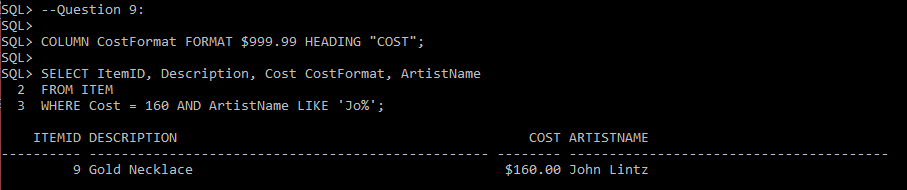 SQL> --Question 9:
SQL>
SQL> COLUMN CostFormat FORMAT $999.99 HEADING "COST";
SQL>
SQL> SELECT ItemID, Description, Cost CostFormat, ArtistName
  2  FROM ITEM
  3  WHERE Cost = 160 AND ArtistName LIKE 'Jo%';
    ITEMID DESCRIPTION                                            COST ARTISTNAME
---------- -------------------------------------------------- -------- ----------------------------------------
         9 Gold Necklace                                       $160.00 John Lintz